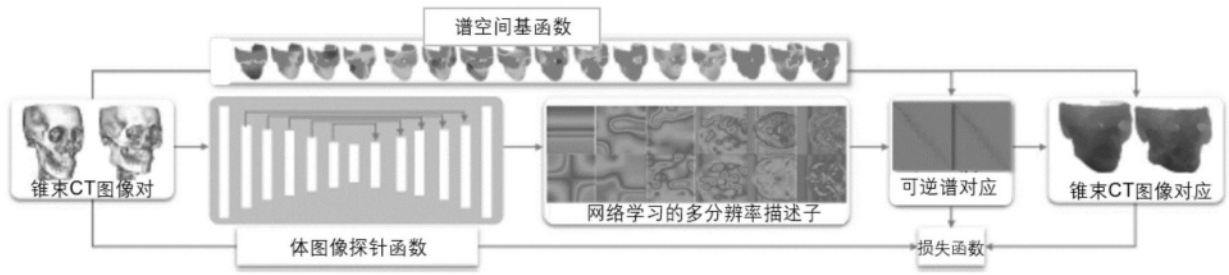 谱空间基函数
锥束CT图像对
网络学习的多分辨率描述子
可逆谱对应
锥束CT图像对应
体图像探针函数
损失函数